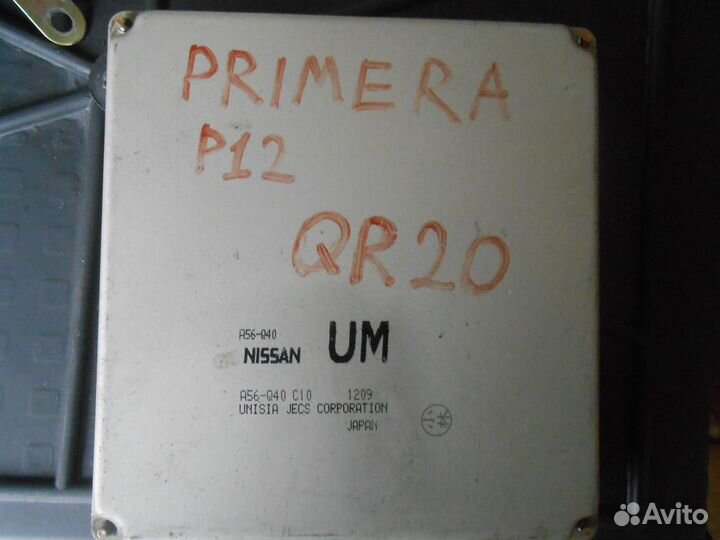 PRIMERA
P12
QR20
A56-Q40
NISSAN UM
A56-Q40 C10 1209
UNISIA JECS CORPORATION
JAPAN
Avito